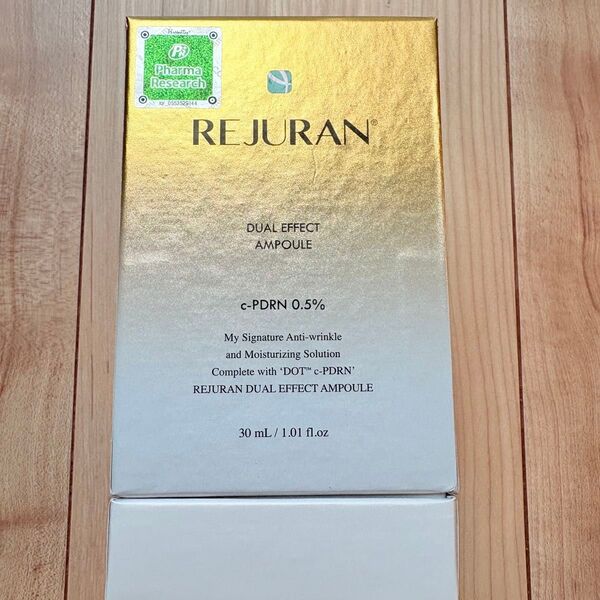 Pharma
Research
REJURAN®
DUAL EFFECT
AMPOULE
c-PDRN 0.5%
My Signature Anti-wrinkle
and Moisturizing Solution
Complete with ‘DOT™ c-PDRN’
REJURAN DUAL EFFECT AMPOULE
30 mL / 1.01 fl.oz